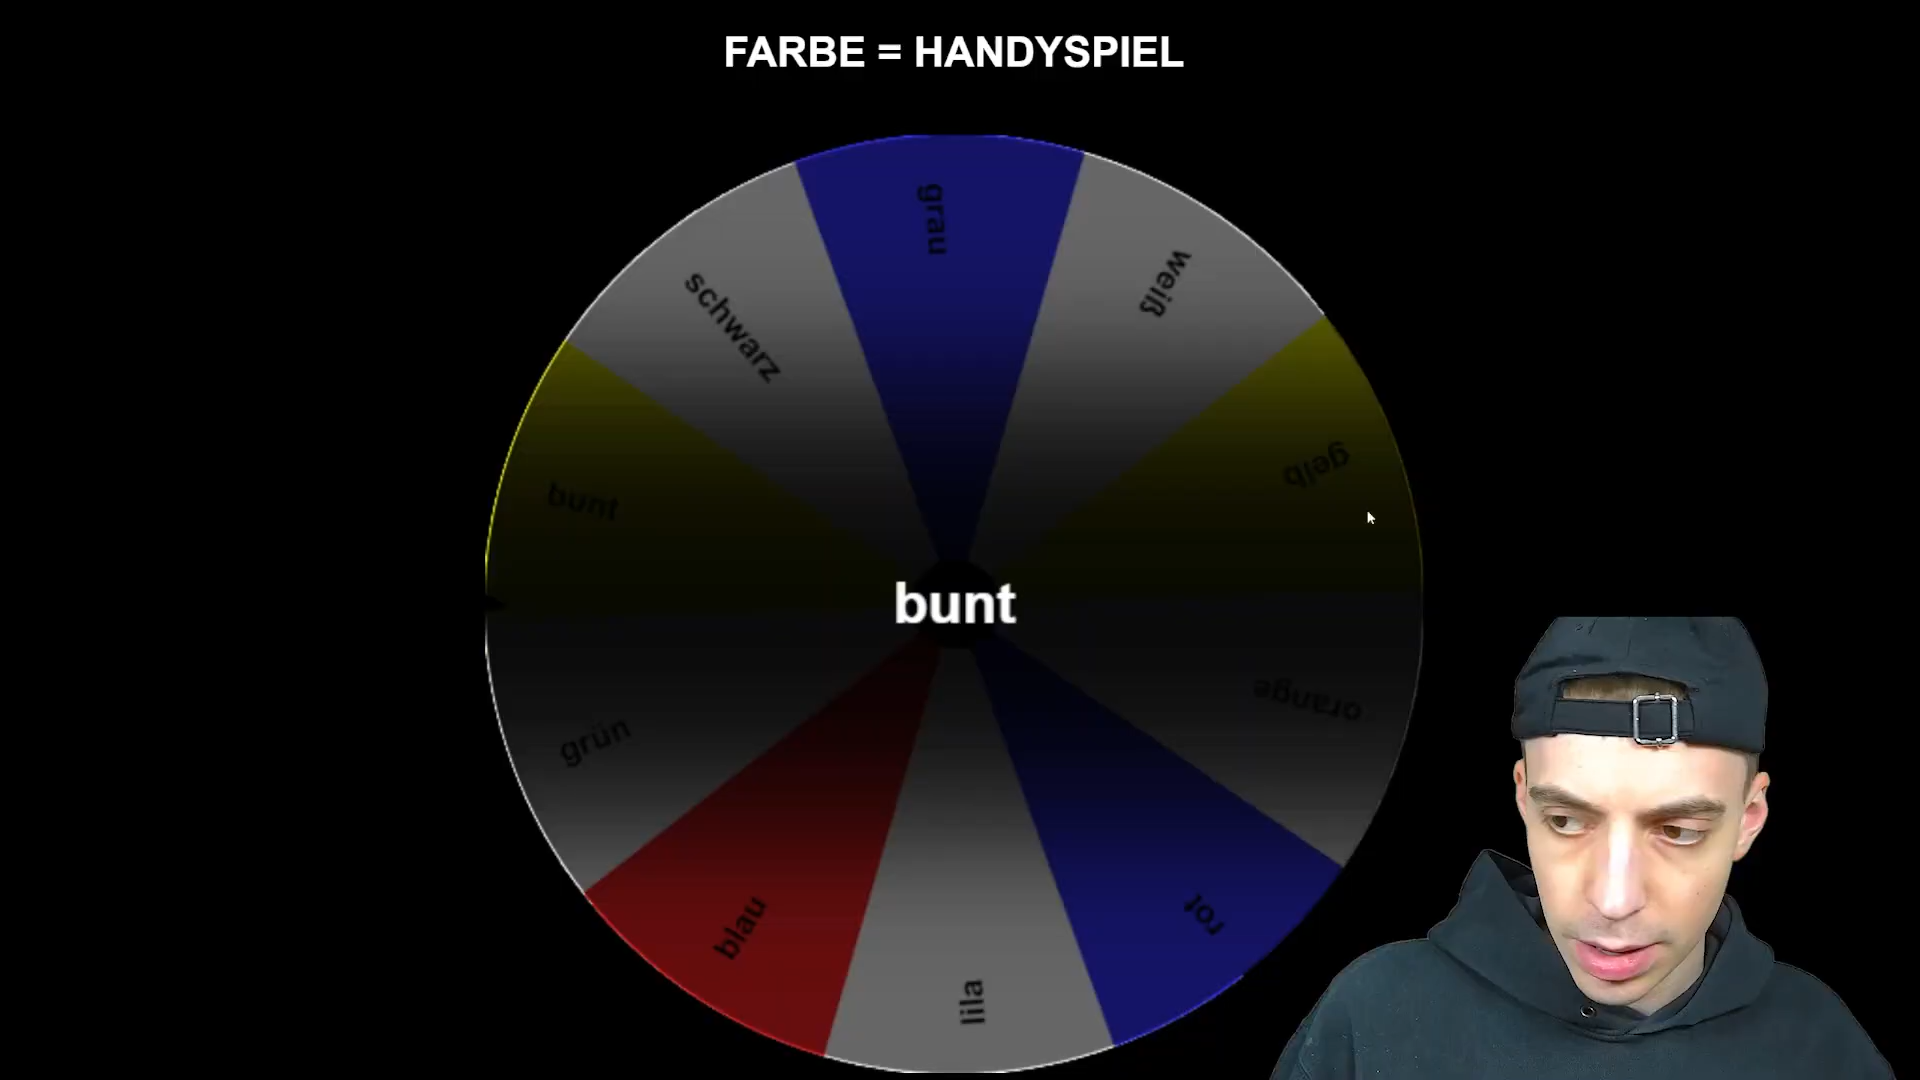 FARBE = HANDYSPIEL
grau
weiß
schwarz
gelb
bunt
bunt
orange
grün
blau
rot
lila